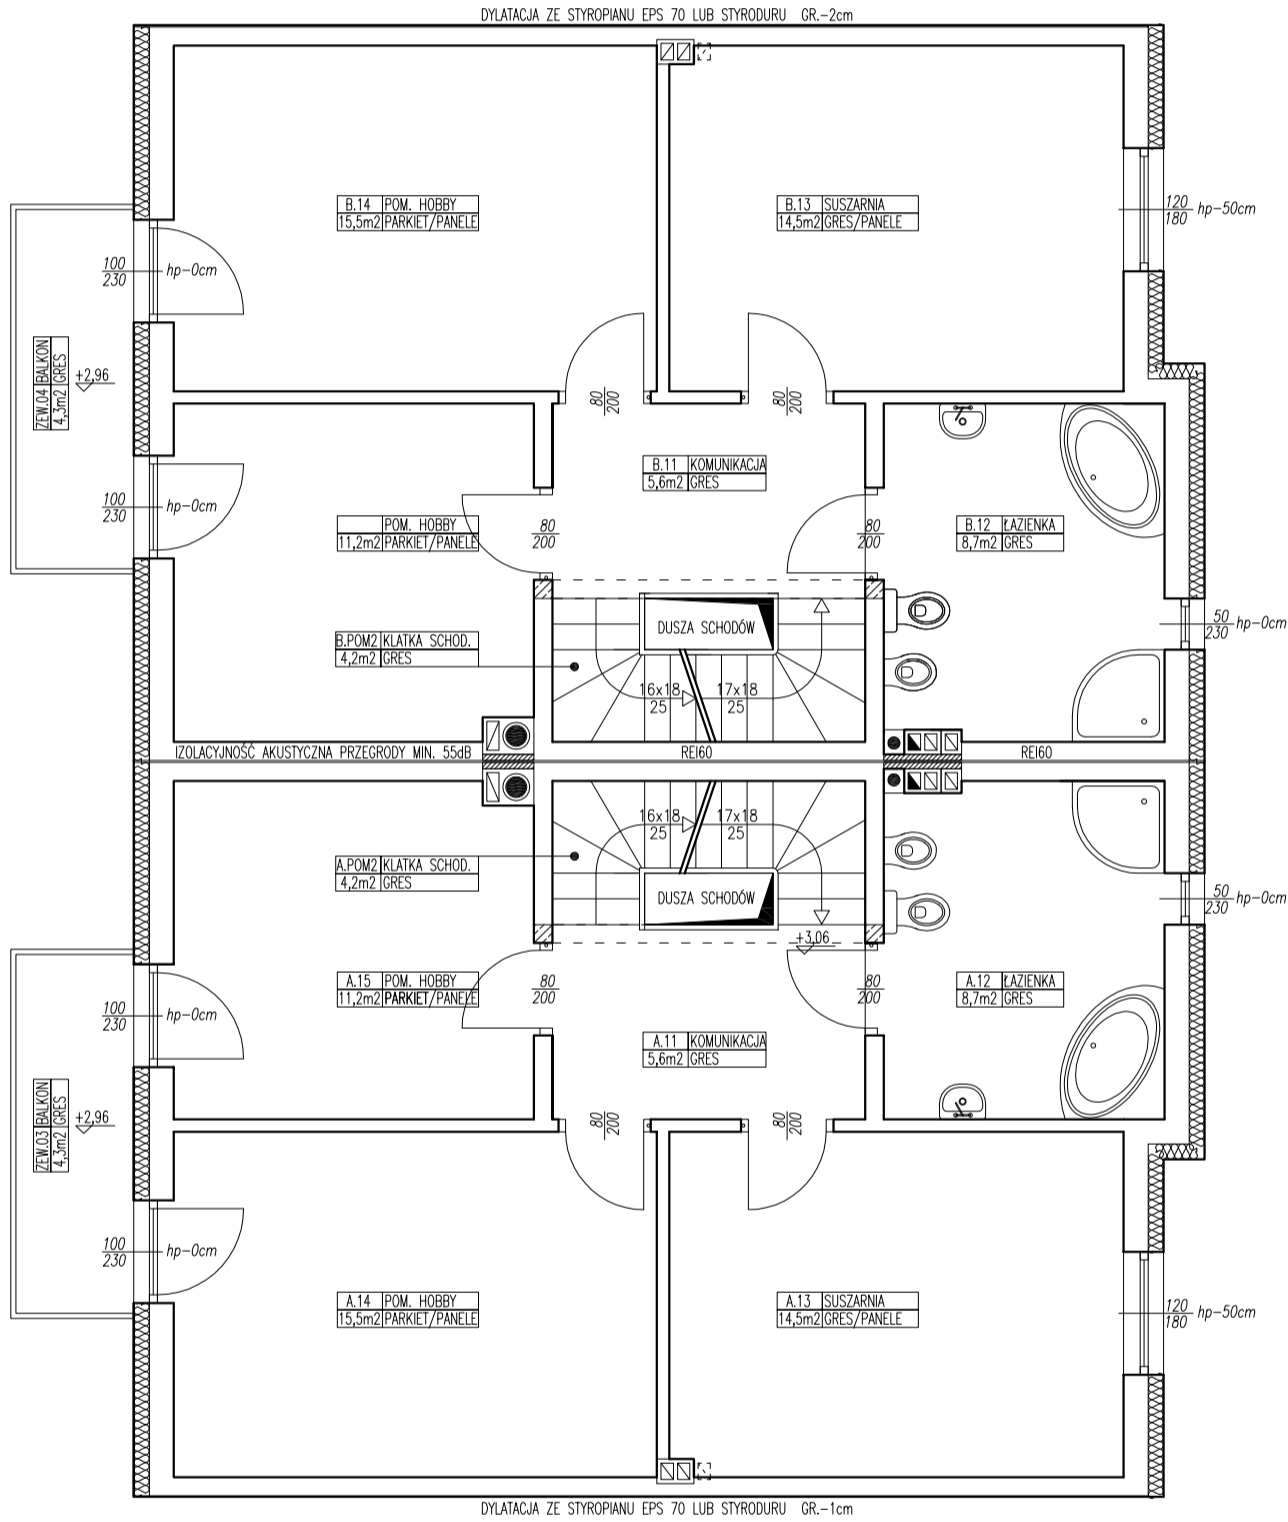 DYLATACJA ZE STYROPIANU EPS 70 LUB STYRODURU GR.-2cm
B.14 POM. HOBBY
15,5m2 PARKIET/PANELE
B.13 SUSZARNIA
14,5m2 GRES/PANELE
120
180
hp-50cm
100
230
hp-0cm
ZEW.04 BALKON
4,3m2 GRES
+2,96
80
200
80
200
B.11 KOMUNIKACJA
5,6m2 GRES
100
230
hp-0cm
POM. HOBBY
11,2m2 PARKIET/PANELE
80
200
80
200
B.12 ŁAZIENKA
8,7m2 GRES
50
230
hp-0cm
DUSZA SCHODÓW
B.POM2 KLATKA SCHOD.
4,2m2 GRES
16x18
25
17x18
25
IZOLACYJNOŚĆ AKUSTYCZNA PRZEGRODY MIN. 55dB
REI60
REI60
16x18
25
17x18
25
A.POM2 KLATKA SCHOD.
4,2m2 GRES
DUSZA SCHODÓW
50
230
hp-0cm
+3,06
A.15 POM. HOBBY
11,2m2 PARKIET/PANELE
80
200
80
200
A.12 ŁAZIENKA
8,7m2 GRES
100
230
hp-0cm
A.11 KOMUNIKACJA
5,6m2 GRES
ZEW.03 BALKON
4,3m2 GRES
+2,96
80
200
80
200
100
230
hp-0cm
A.14 POM. HOBBY
15,5m2 PARKIET/PANELE
A.13 SUSZARNIA
14,5m2 GRES/PANELE
120
180
hp-50cm
DYLATACJA ZE STYROPIANU EPS 70 LUB STYRODURU GR.-1cm